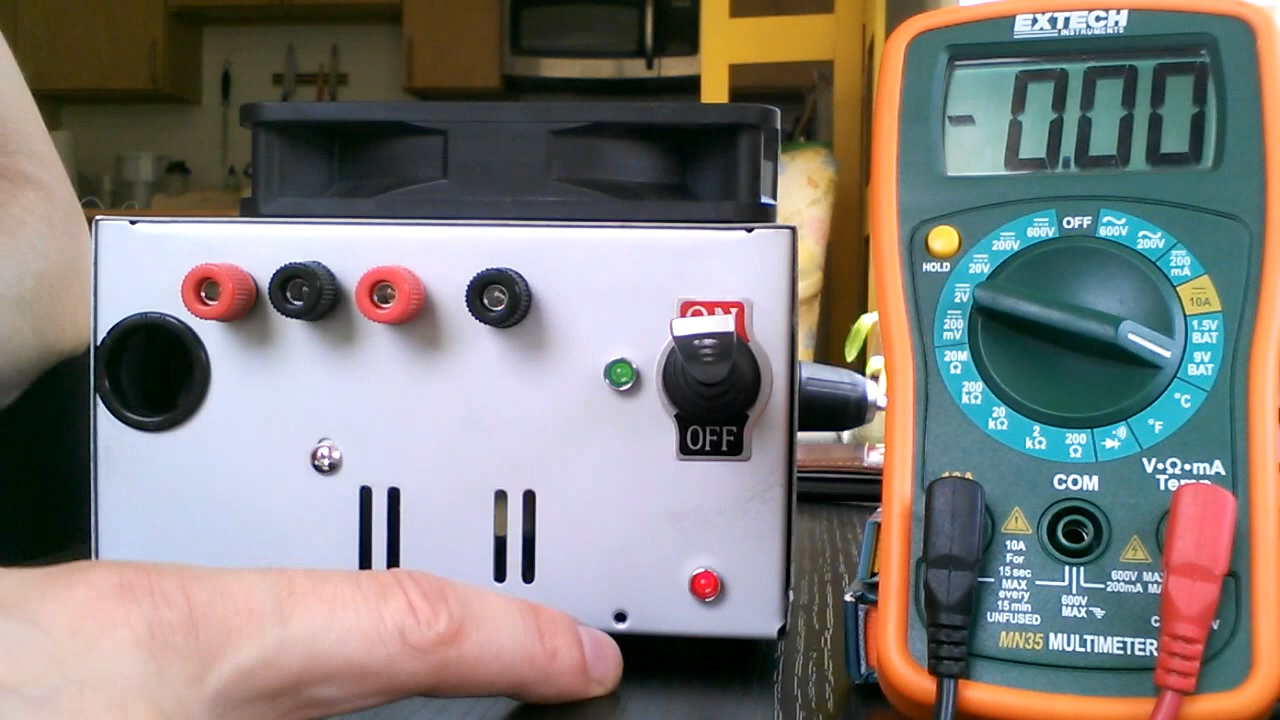 EXTECH
INSTRUMENTS
- 0.00
OFF
600V
200V
20V
2V
200
mV
20M
Ω
200
kΩ
20
kΩ
2
kΩ
200
Ω
600V
200V
200
mA
10A
1.5V
BAT
9V
BAT
°C
°F
HOLD
ON
OFF
10A
COM
V•Ω•mA
Temp
10A
For
15 sec
MAX
every
15 min
UNFUSED
600V
MAX
600V MAX
200mA
MN35 MULTIMETER